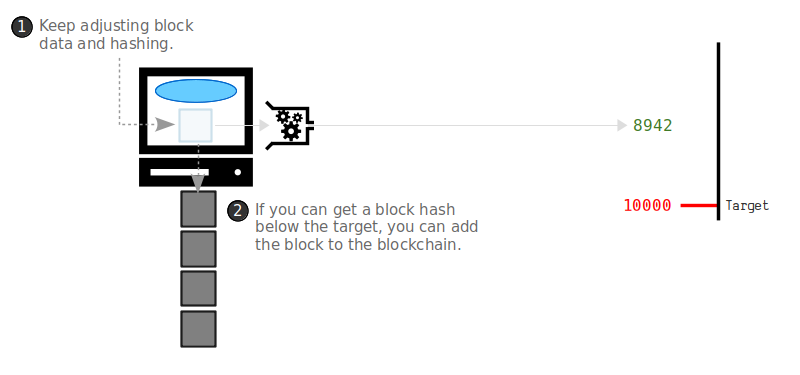 1 Keep adjusting block
data and hashing.
8942
10000 Target
2 If you can get a block hash
below the target, you can add
the block to the blockchain.